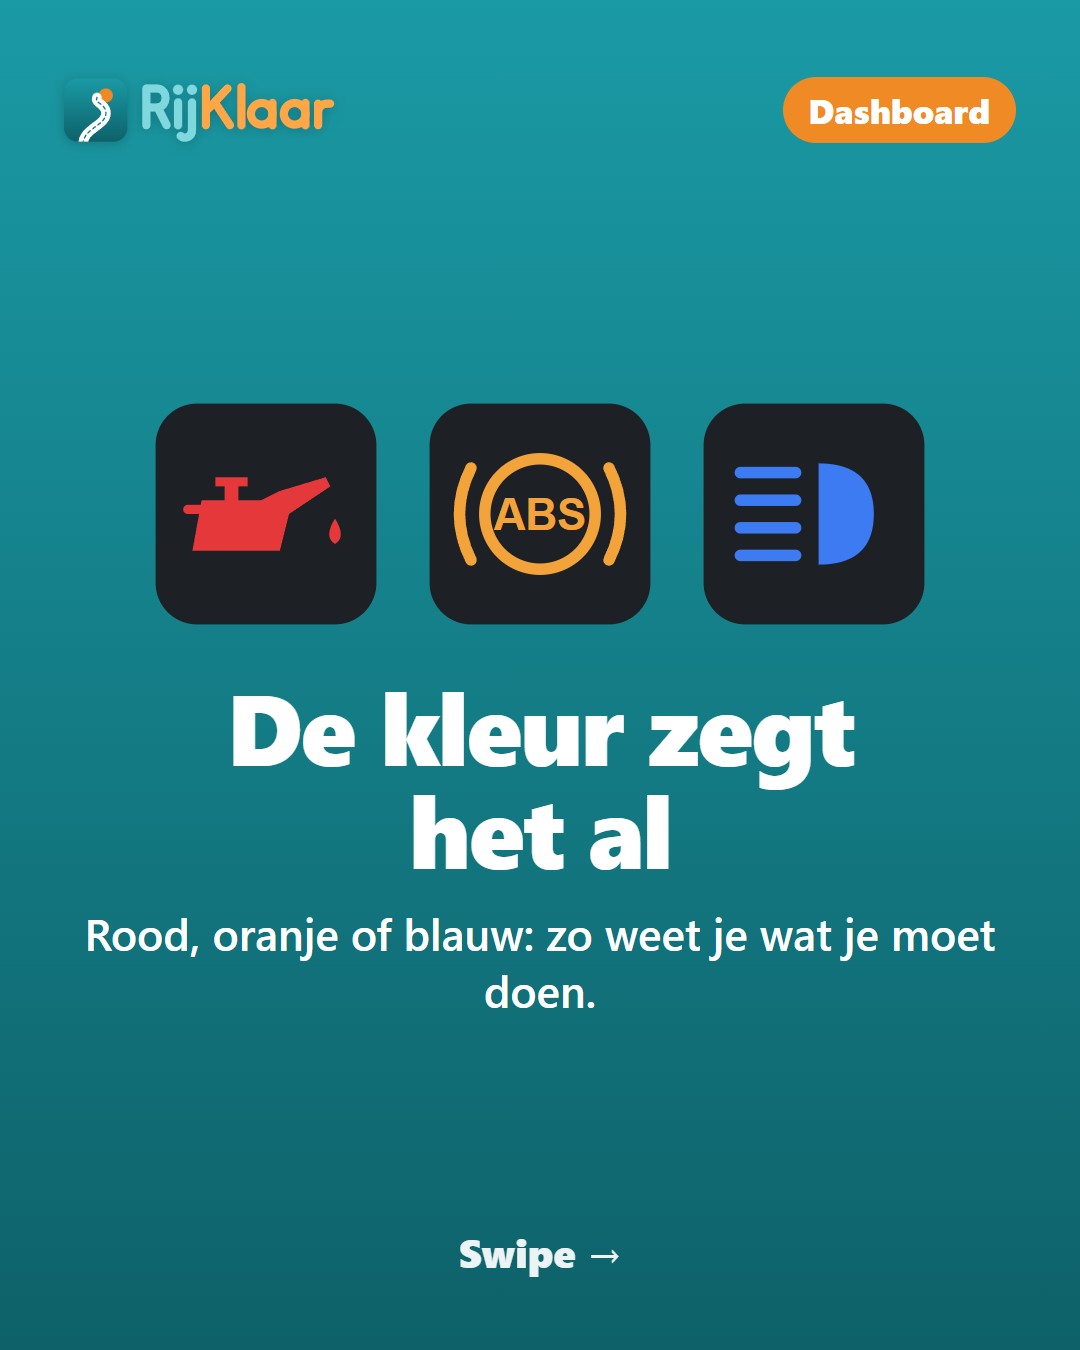 RijKlaar
Dashboard
ABS
De kleur zegt
het al
Rood, oranje of blauw: zo weet je wat je moet
doen.
Swipe →